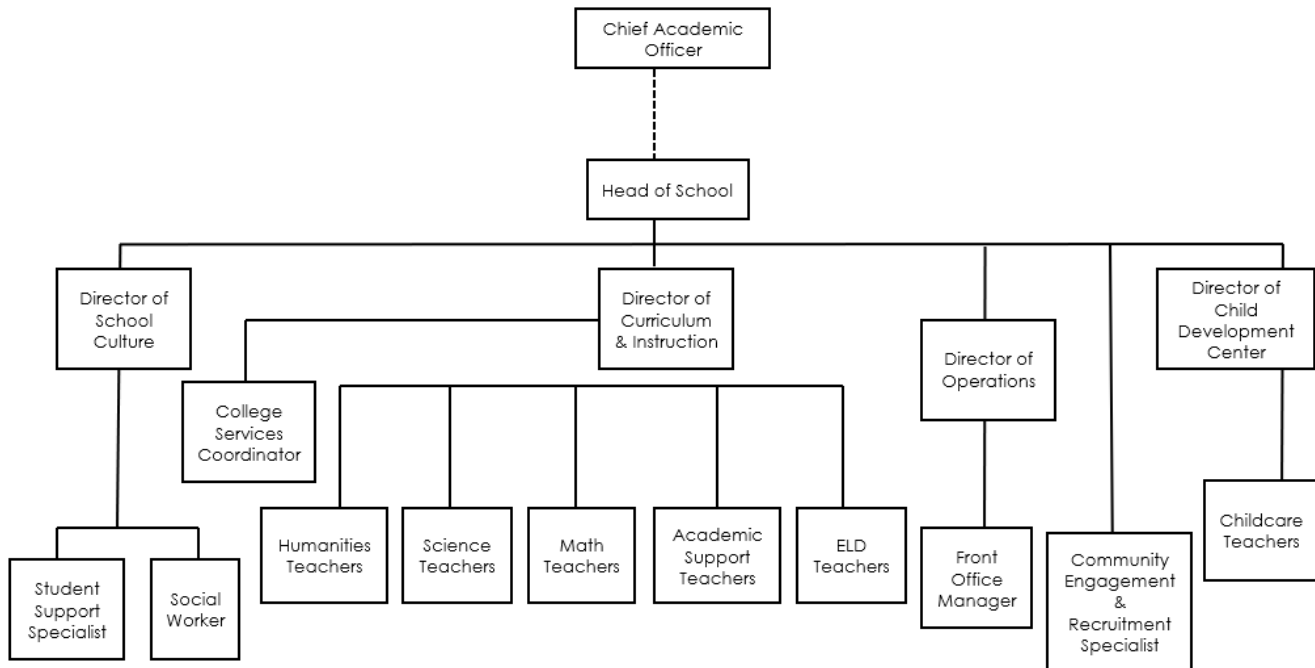 Chief Academic
Officer
Head of School
Director of
School
Culture
Director of
Curriculum
& Instruction
Director of
Operations
Director of
Child
Development
Center
College
Services
Coordinator
Humanities
Teachers
Science
Teachers
Math
Teachers
Academic
Support
Teachers
ELD
Teachers
Front
Office
Manager
Community
Engagement
&
Recruitment
Specialist
Childcare
Teachers
Student
Support
Specialist
Social
Worker